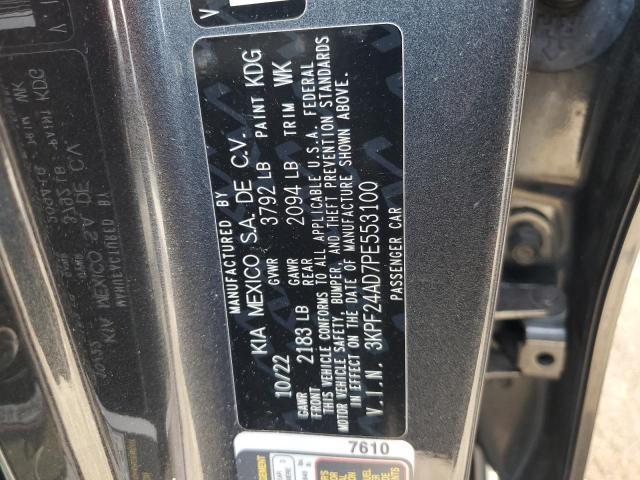 MANUFACTURED BY
KIA MEXICO S.A. DE C.V.
10/22 GVWR 3792 LB PAINT KDG
GAWR FRONT 2183 LB GAWR REAR 2094 LB TRIM WK
THIS VEHICLE CONFORMS TO ALL APPLICABLE U.S.A. FEDERAL
MOTOR VEHICLE SAFETY, BUMPER, AND THEFT PREVENTION STANDARDS
IN EFFECT ON THE DATE OF MANUFACTURE SHOWN ABOVE.
V.I.N. 3KPF24AD7PE553100
PASSENGER CAR
7610